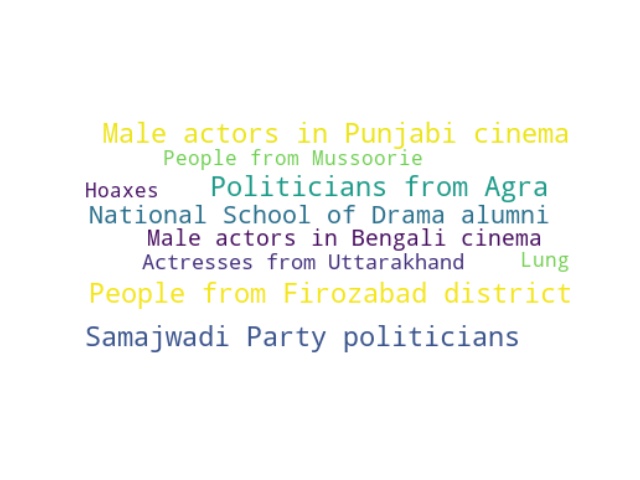 Male actors in Punjabi cinema
People from Mussoorie
Hoaxes Politicians from Agra
National School of Drama alumni
Male actors in Bengali cinema
Actresses from Uttarakhand Lung
People from Firozabad district
Samajwadi Party politicians